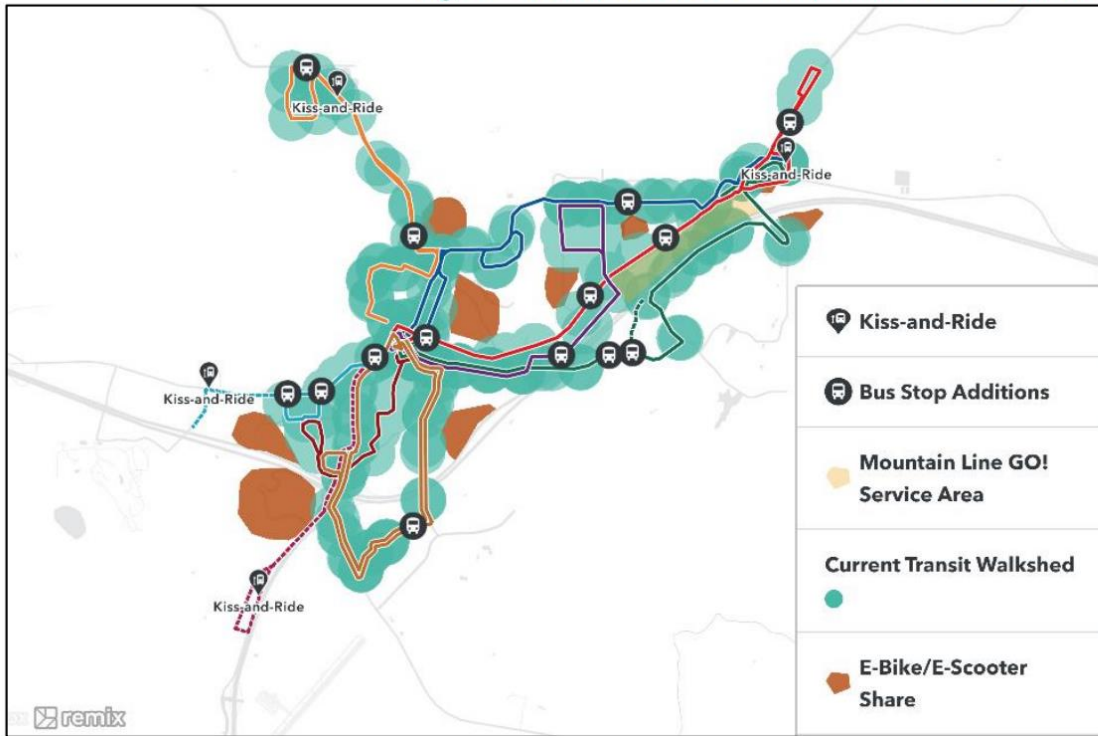 Kiss-and-Ride
Kiss-and-Ride
Kiss-and-Ride
Kiss-and-Ride
Kiss-and-Ride
Bus Stop Additions
Mountain Line GO!
Service Area
Current Transit Walkshed
E-Bike/E-Scooter
Share
remix